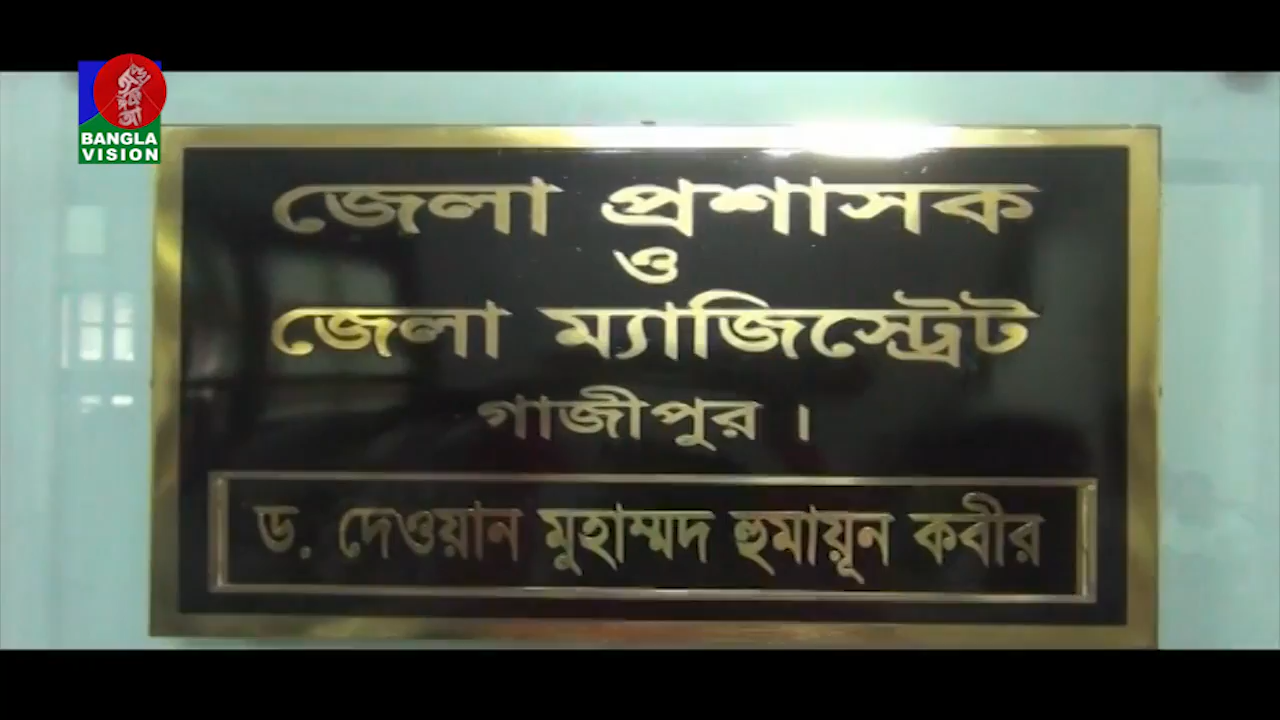 BANGLA
VISION
জেলা প্রশাসক
ও
জেলা ম্যাজিস্ট্রেট
গাজীপুর ।
ড. দেওয়ান মুহাম্মদ হুমায়ূন কবীর